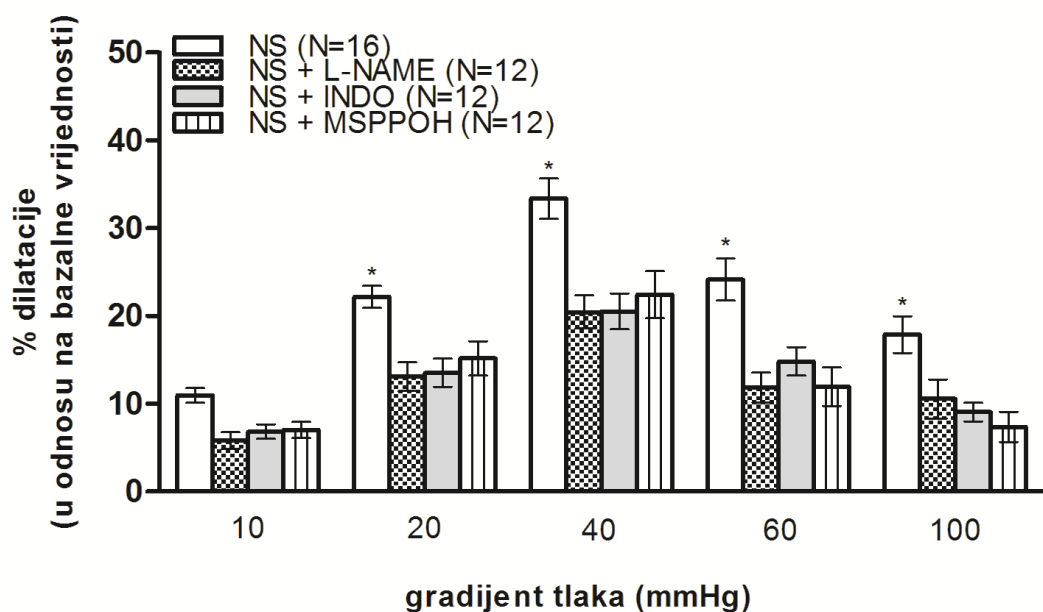 % dilatacije
(u odnosu na bazalne vrijednosti)
50
40
30
20
10
0
NS (N=16)
NS + L-NAME (N=12)
NS + INDO (N=12)
NS + MSPPOH (N=12)
*
*
*
*
10 20 40 60 100
gradijent tlaka (mmHg)